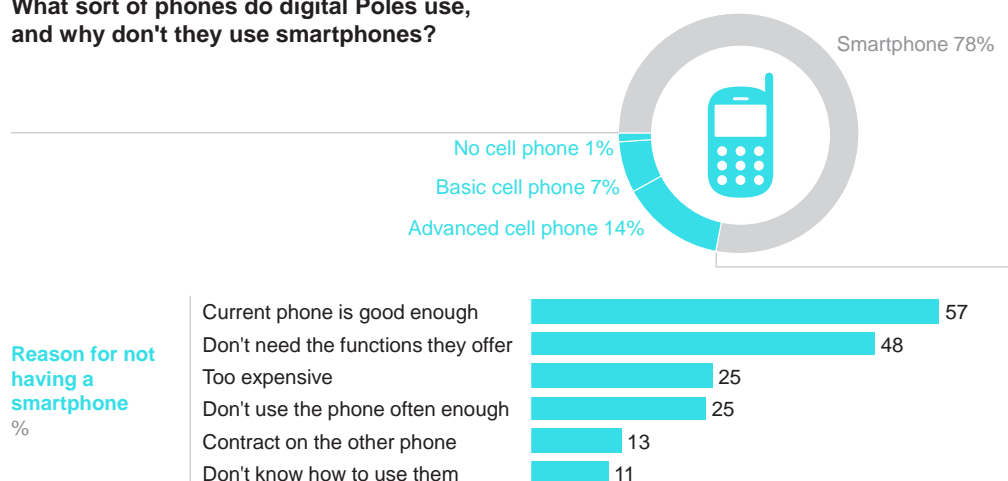 What sort of phones do digital Poles use,
and why don't they use smartphones?
Smartphone 78%
No cell phone 1%
Basic cell phone 7%
Advanced cell phone 14%
Reason for not
having a
smartphone
%
Current phone is good enough 57
Don't need the functions they offer 48
Too expensive 25
Don't use the phone often enough 25
Contract on the other phone 13
Don't know how to use them 11